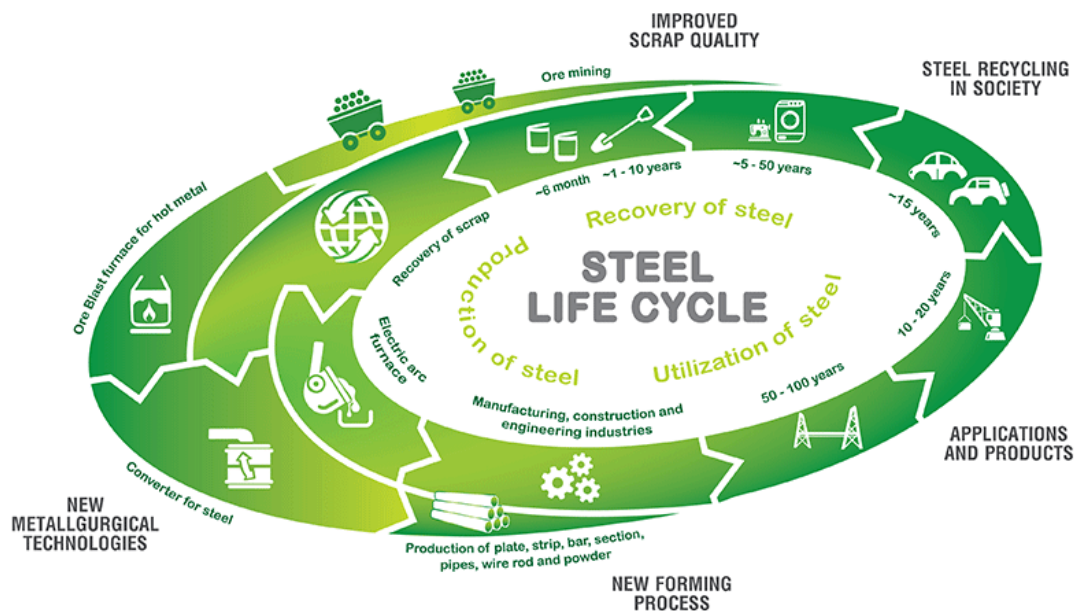 IMPROVED
SCRAP QUALITY
STEEL RECYCLING
IN SOCIETY
Ore mining
~6 month
~1 - 10 years
~5 - 50 years
~15 years
10 - 20 years
50 - 100 years
Ore Blast furnace for hot metal
Recovery of scrap
Recovery of steel
Production of steel
STEEL
LIFE CYCLE
Utilization of steel
Electric arc
furnace
Manufacturing, construction and
engineering industries
Converter for steel
APPLICATIONS
AND PRODUCTS
NEW
METALLGURGICAL
TECHNOLOGIES
Production of plate, strip, bar, section,
pipes, wire rod and powder
NEW FORMING
PROCESS